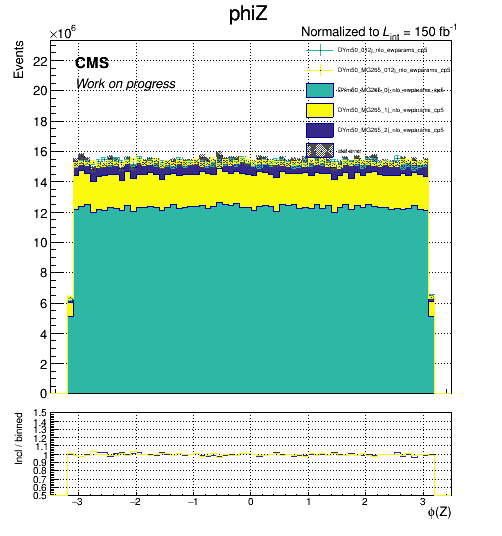 phiZ
Normalized to L_int = 150 fb^-1
×10^6
Events
CMS
Work on progress
DYm50_012j_nlo_ewparams_cp5
DYm50_MG265_012j_nlo_ewparams_cp5
DYm50_MG265_0j_nlo_ewparams_cp5
DYm50_MG265_1j_nlo_ewparams_cp5
DYm50_MG265_2j_nlo_ewparams_cp5
22
20
18
16
14
12
10
8
6
4
2
0
Incl / binned
1.5
1.4
1.3
1.2
1.1
1
0.9
0.8
0.7
0.6
0.5
−3 −2 −1 0 1 2 3
ϕ(Z)